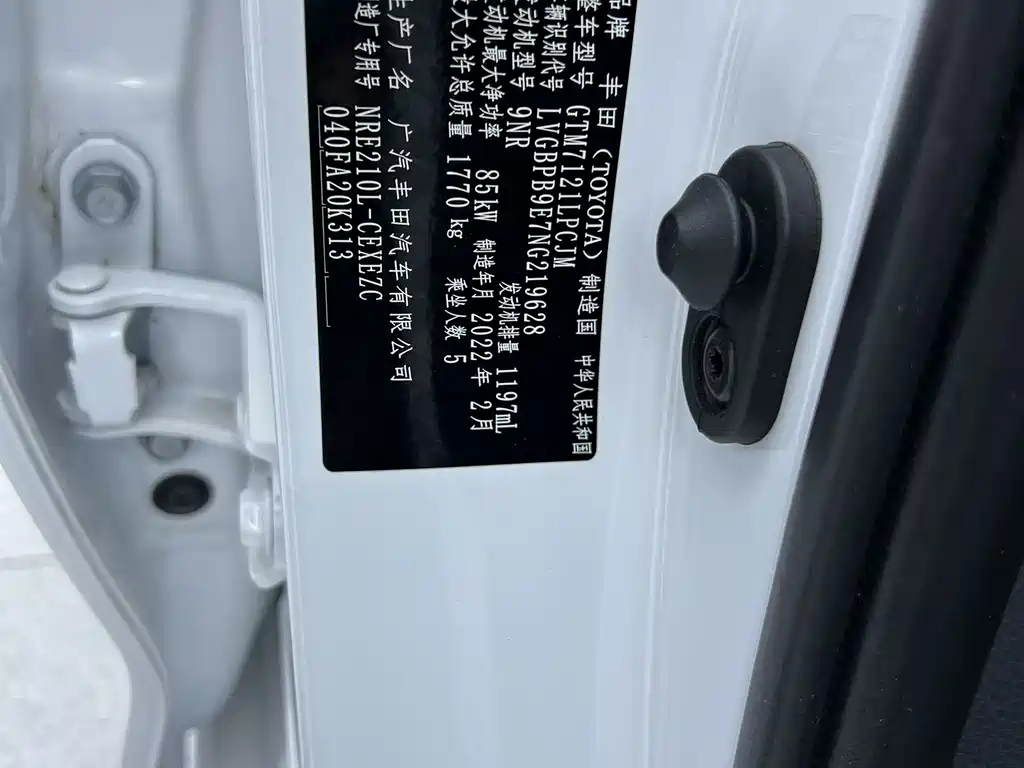 品牌 丰田 (TOYOTA) 制造国 中华人民共和国
整车型号 GTM7121LPCJM
车辆识别代号 LVGBPB9E7NG219628
发动机型号 9NR 发动机排量 1197mL
发动机最大净功率 85kW 制造年月 2022年2月
最大允许总质量 1770kg 乘坐人数 5
生产厂名 广汽丰田汽车有限公司
造厂专用号 NRE210L-CEXEZC
040FA20K313